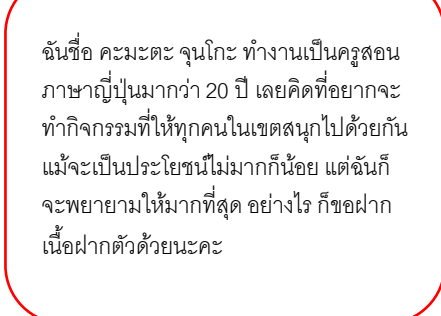 ฉันชื่อ คะมะตะ จุนโกะ ทำงานเป็นครูสอน
ภาษาญี่ปุ่นมากว่า 20 ปี เลยคิดที่อยากจะ
ทำกิจกรรมที่ให้ทุกคนในเขตสนุกไปด้วยกัน
แม้จะเป็นประโยชน์ไม่มากก็น้อย แต่ฉันก็
จะพยายามให้มากที่สุด อย่างไร ก็ขอฝาก
เนื้อฝากตัวด้วยนะคะ